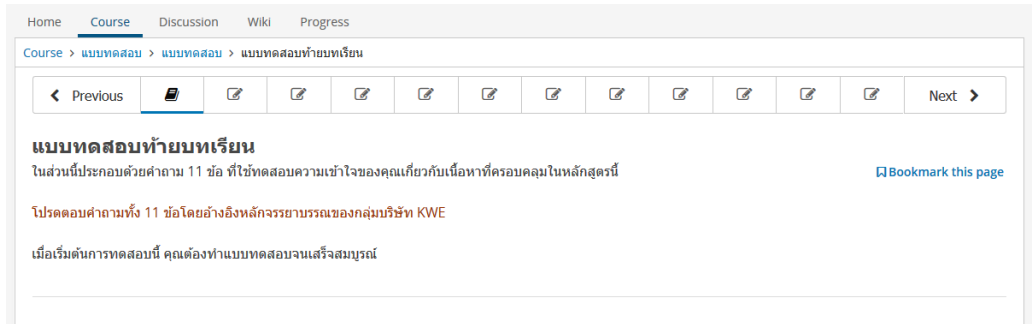 Home Course Discussion Wiki Progress
Course > แบบทดสอบ > แบบทดสอบ > แบบทดสอบท้ายบทเรียน
Previous Next
แบบทดสอบท้ายบทเรียน
ในส่วนนี้ประกอบด้วยคำถาม 11 ข้อ ที่ใช้ทดสอบความเข้าใจของคุณเกี่ยวกับเนื้อหาที่ครอบคลุมในหลักสูตรนี้
Bookmark this page
โปรดตอบคำถามทั้ง 11 ข้อโดยอ้างอิงหลักจรรยาบรรณของกลุ่มบริษัท KWE
เมื่อเริ่มต้นการทดสอบนี้ คุณต้องทำแบบทดสอบจนเสร็จสมบูรณ์